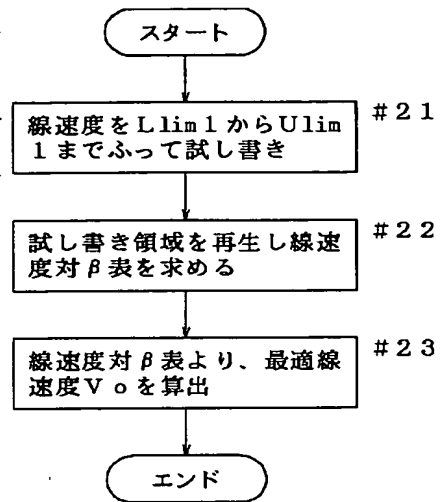 スタート
線速度をLlim1からUlim
1までふって試し書き
#21
試し書き領域を再生し線速
度対β表を求める
#22
線速度対β表より、最適線
速度Voを算出
#23
エンド